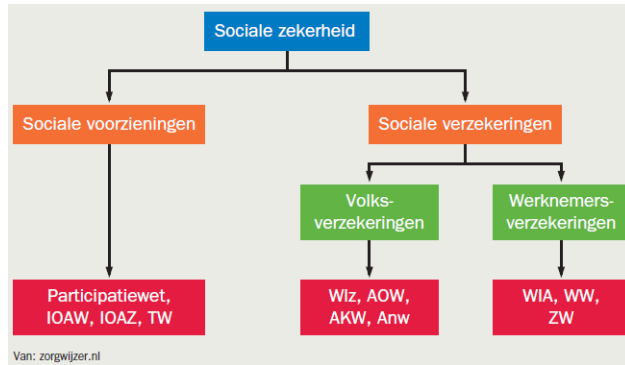 Sociale zekerheid
Sociale voorzieningen
Sociale verzekeringen
Volks-
verzekeringen
Werknemers-
verzekeringen
Participatiewet,
IOAW, IOAZ, TW
Wlz, AOW,
AKW, Anw
WIA, WW,
ZW
Van: zorgwijzer.nl